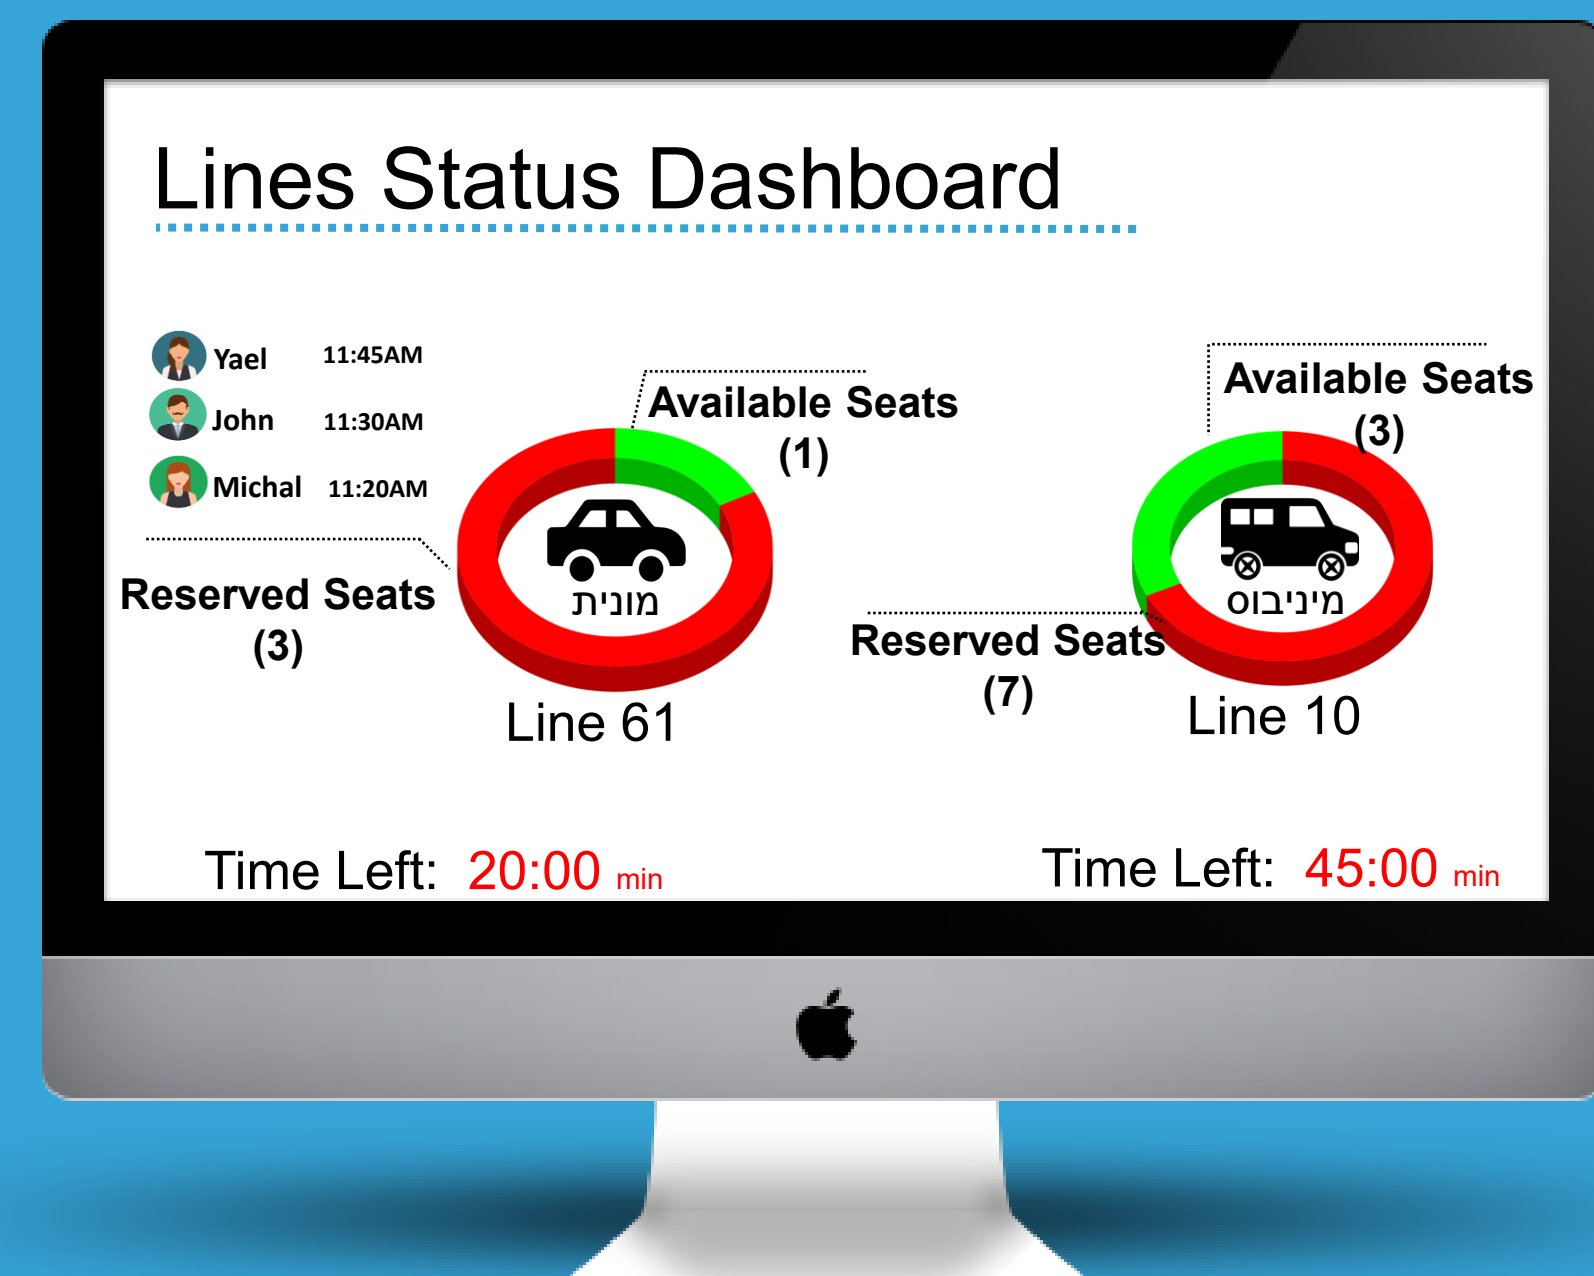 Lines Status Dashboard
Yael 11:45AM
John 11:30AM
Michal 11:20AM
Reserved Seats
(3)
Available Seats
(1)
מונית
Line 61
Time Left: 20:00 min
Available Seats
(3)
Reserved Seats
(7)
מיניבוס
Line 10
Time Left: 45:00 min